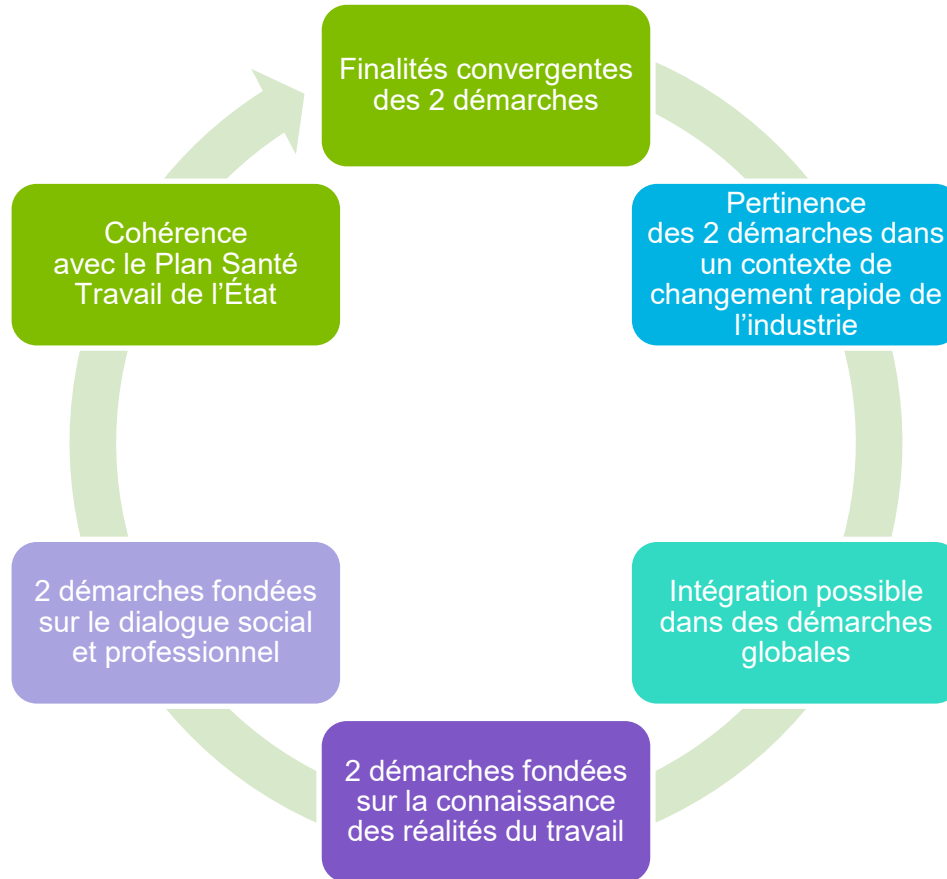 Finalités convergentes
des 2 démarches
Pertinence
des 2 démarches dans
un contexte de
changement rapide de
l’industrie
Intégration possible
dans des démarches
globales
2 démarches fondées
sur la connaissance
des réalités du travail
2 démarches fondées
sur le dialogue social
et professionnel
Cohérence
avec le Plan Santé
Travail de l’État